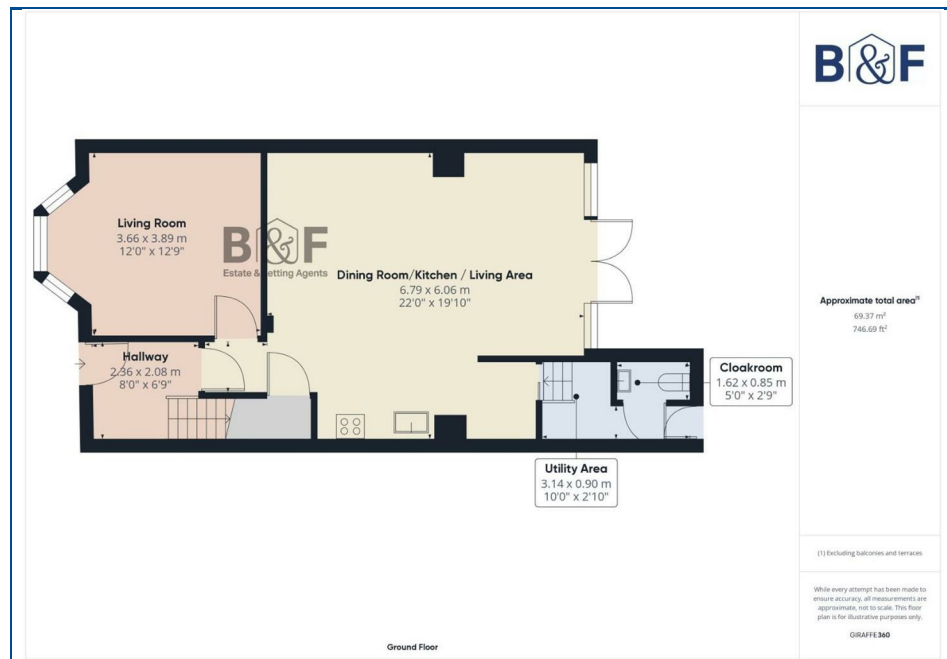 B&F
Living Room
3.66 x 3.89 m
12'0" x 12'9"
B&F
Estate & Letting Agents
Dining Room/Kitchen / Living Area
6.79 x 6.06 m
22'0" x 19'10"
Hallway
2.36 x 2.08 m
8'0" x 6'9"
Cloakroom
1.62 x 0.85 m
5'0" x 2'9"
Utility Area
3.14 x 0.90 m
10'0" x 2'10"
Ground Floor
Approximate total area(1)
69.37 m²
746.69 ft²
(1) Excluding balconies and terraces
While every attempt has been made to
ensure accuracy, all measurements are
approximate, not to scale. This floor
plan is for illustrative purposes only.
GIRAFFE360